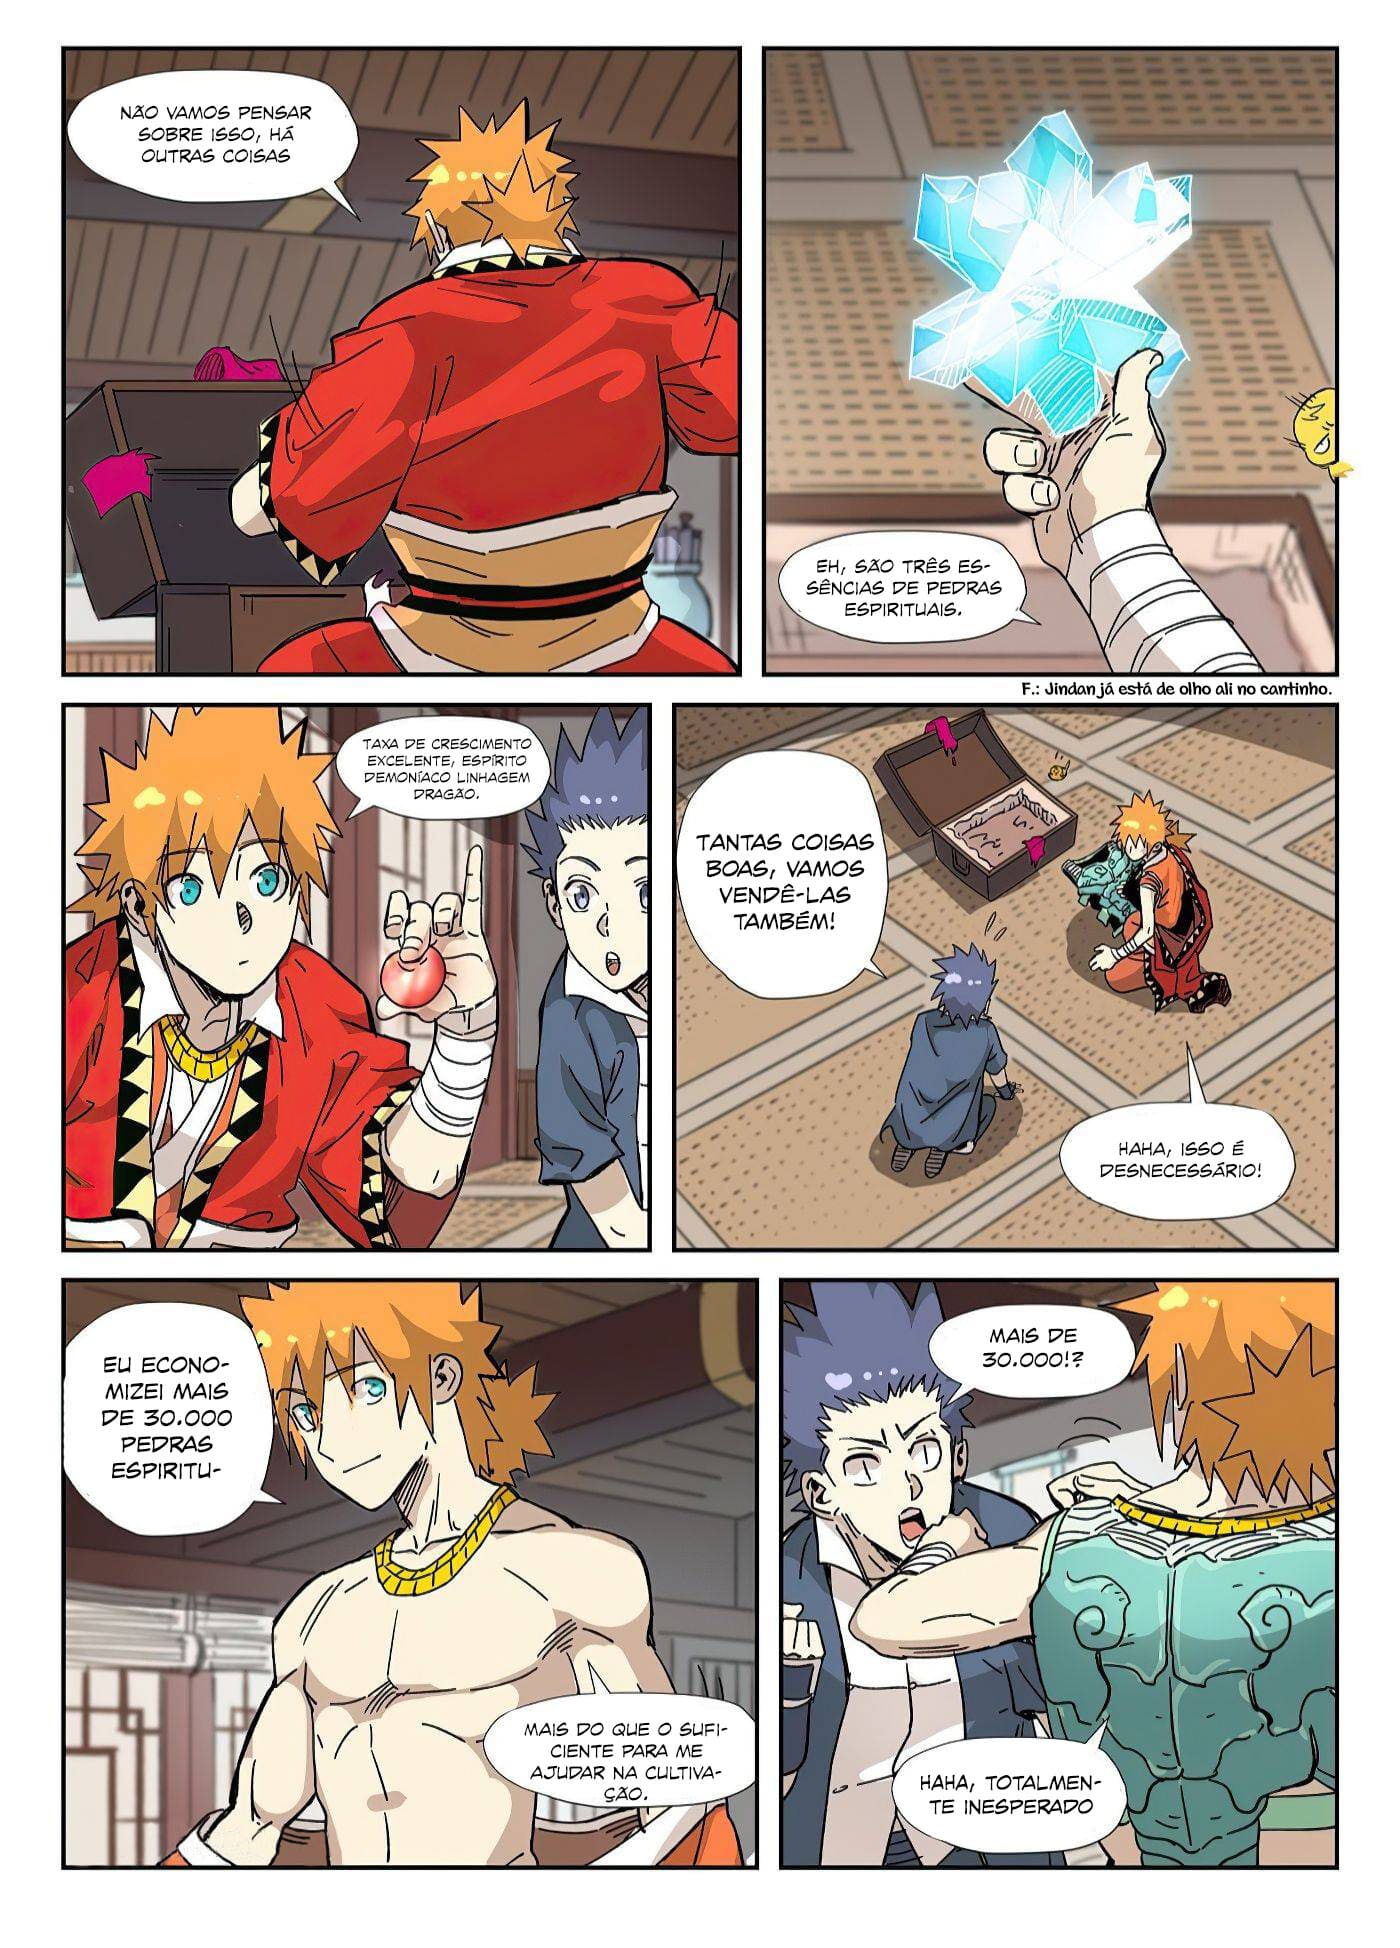 NÃO VAMOS PENSAR
SOBRE ISSO; HÁ
OUTRAS COISAS
EH, SÃO TRÊS ES-
SÊNCIAS DE PEDRAS
ESPIRITUAIS.
F.: Jindan já está de olho ali no cantinho.
TAXA DE CRESCIMENTO
EXCELENTE, ESPÍRITO
DEMONÍACO LINHAGEM
DRAGÃO.
TANTAS COISAS
BOAS, VAMOS
VENDÊ-LAS
TAMBÉM!
HAHA, ISSO É
DESNECESSÁRIO!
EU ECONO-
MIZEI MAIS
DE 30.000
PEDRAS
ESPIRITU-
MAIS DO QUE O SUFI-
CIENTE PARA ME
AJUDAR NA CULTIVA-
ÇÃO.
MAIS DE
30.000!?
HAHA, TOTALMEN-
TE INESPERADO